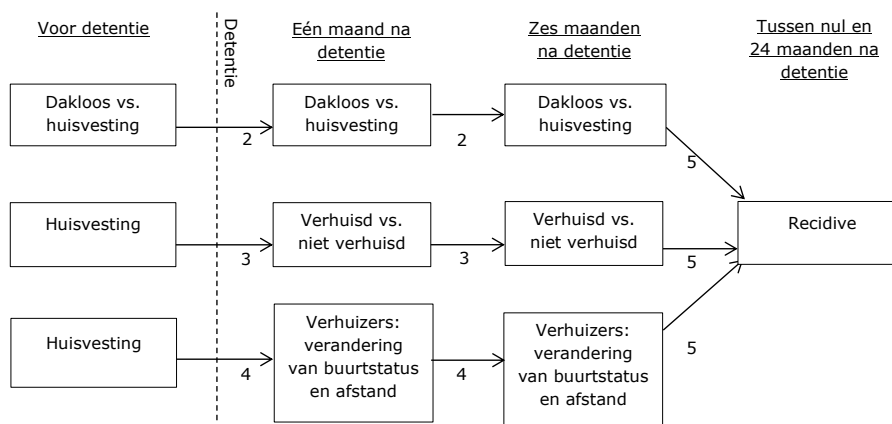 Voor detentie
Detentie
Eén maand na
detentie
Zes maanden
na detentie
Tussen nul en
24 maanden na
detentie
Dakloos vs.
huisvesting
2
Dakloos vs.
huisvesting
2
Dakloos vs.
huisvesting
5
Huisvesting
3
Verhuisd vs.
niet verhuisd
3
Verhuisd vs.
niet verhuisd
5
Recidive
Huisvesting
4
Verhuizers:
verandering
van buurtstatus
en afstand
4
Verhuizers:
verandering
van buurtstatus
en afstand
5